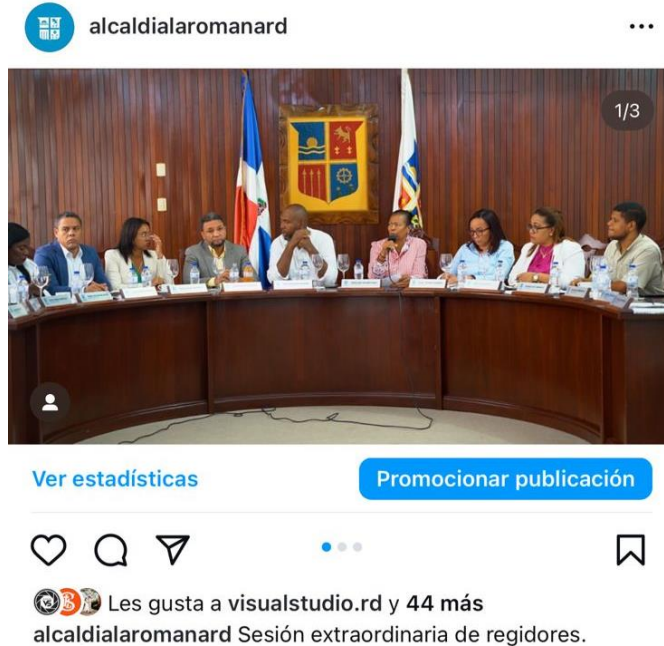 alcaldialaromanard
1/3
Ver estadísticas
Promocionar publicación
Les gusta a visualstudio.rd y 44 más
alcaldialaromanard Sesión extraordinaria de regidores.